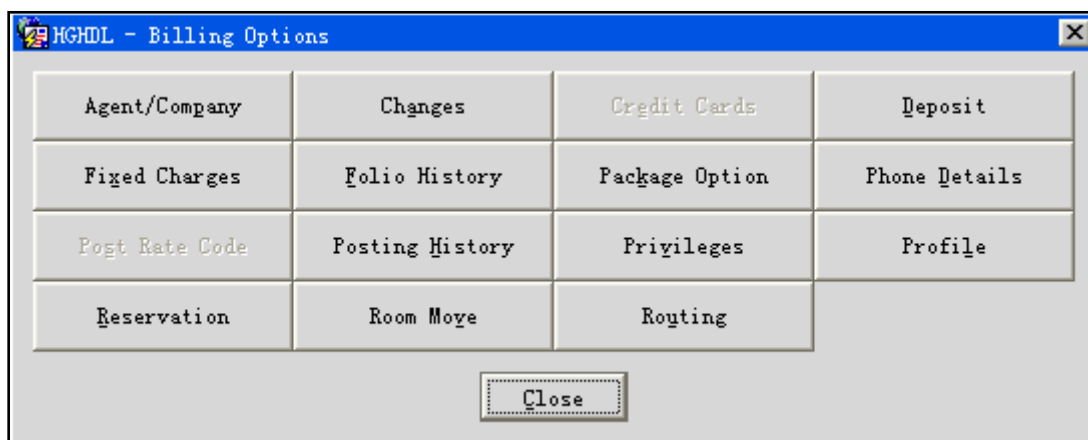 HGHDL - Billing Options
Agent/Company Changes Credit Cards Deposit
Fixed Charges Folio History Package Option Phone Details
Post Rate Code Posting History Privileges Profile
Reservation Room Move Routing
Close